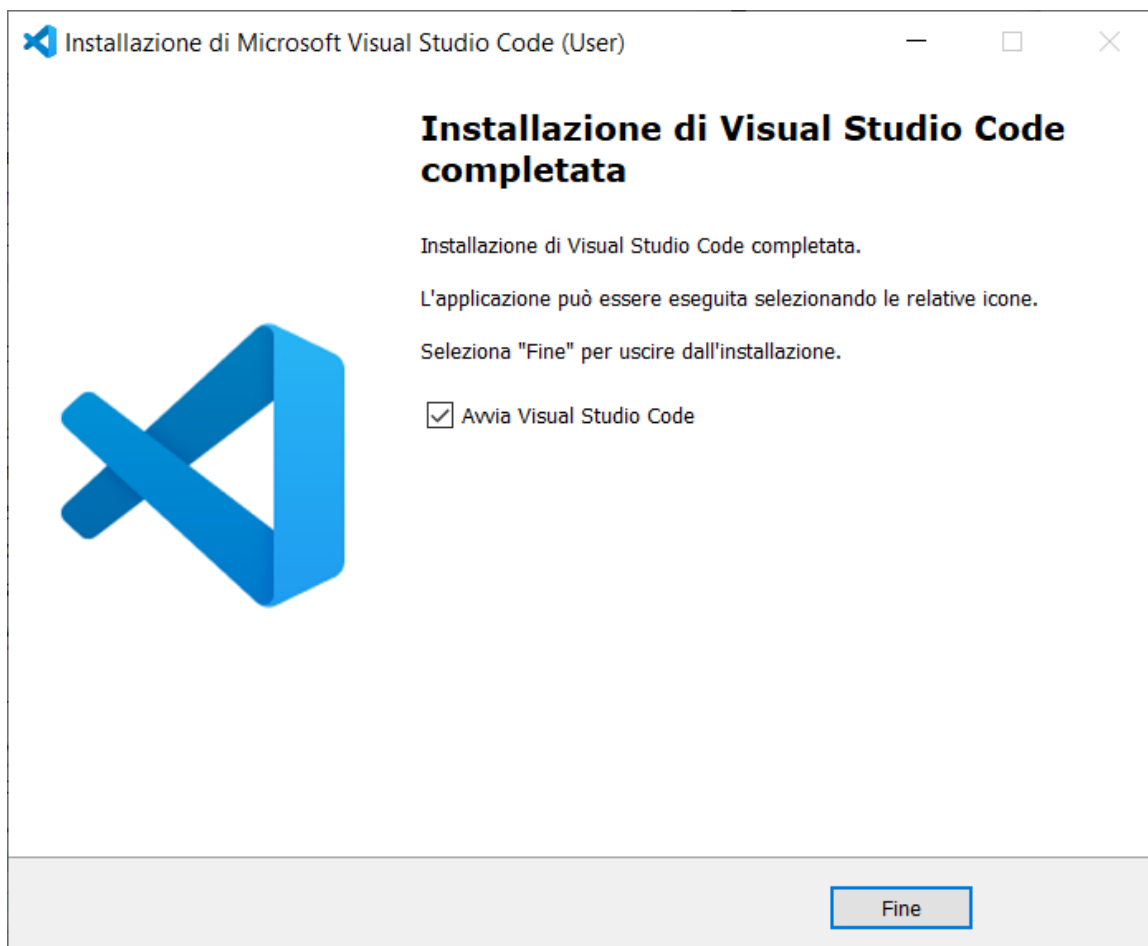 Installazione di Microsoft Visual Studio Code (User)
Installazione di Visual Studio Code
completata
Installazione di Visual Studio Code completata.
L'applicazione può essere eseguita selezionando le relative icone.
Seleziona "Fine" per uscire dall'installazione.
Avvia Visual Studio Code
Fine